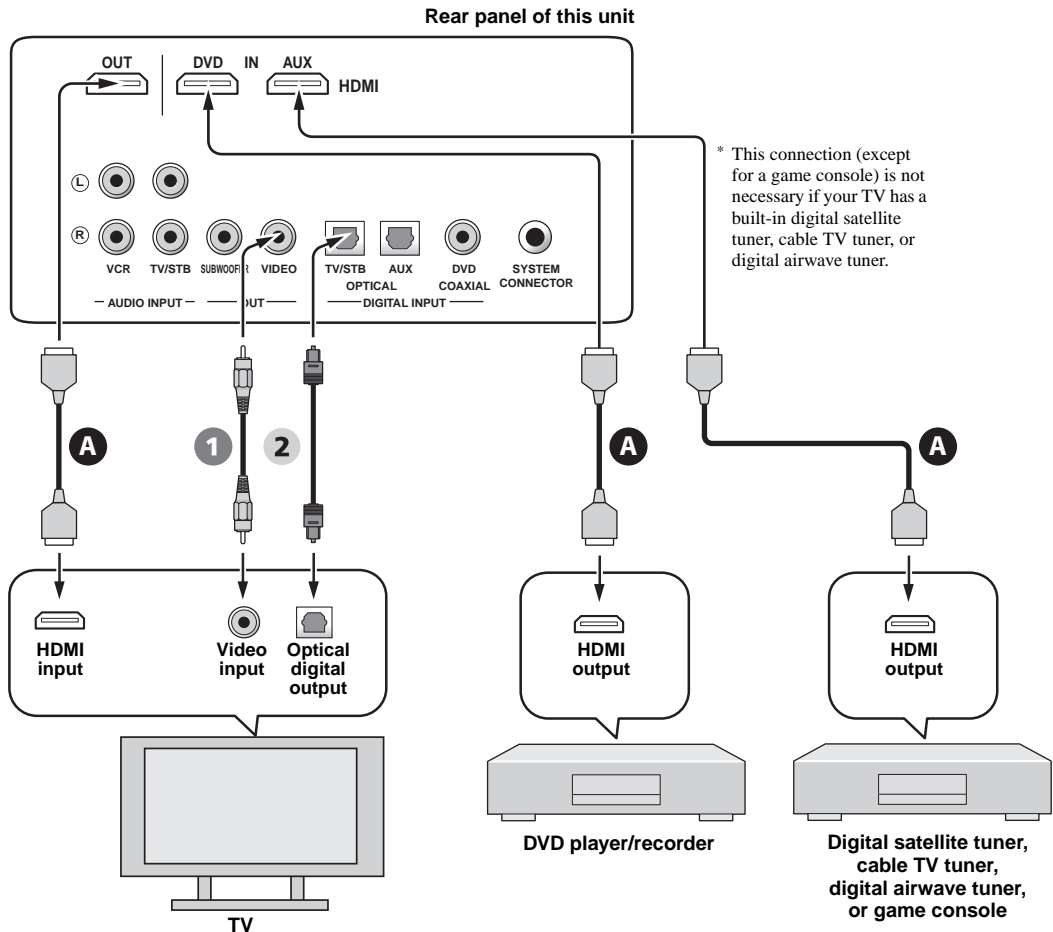 Rear panel of this unit
OUT DVD IN AUX
HDMI
* This connection (except
for a game console) is not
necessary if your TV has a
built-in digital satellite
tuner, cable TV tuner, or
digital airwave tuner.
L
R
VCR TV/STB SUBWOOFER VIDEO TV/STB AUX DVD SYSTEM
OPTICAL COAXIAL CONNECTOR
AUDIO INPUT OUT DIGITAL INPUT
A 1 2 A A
HDMI
input
Video
input
Optical
digital
output
HDMI
output
HDMI
output
TV
DVD player/recorder
Digital satellite tuner,
cable TV tuner,
digital airwave tuner,
or game console